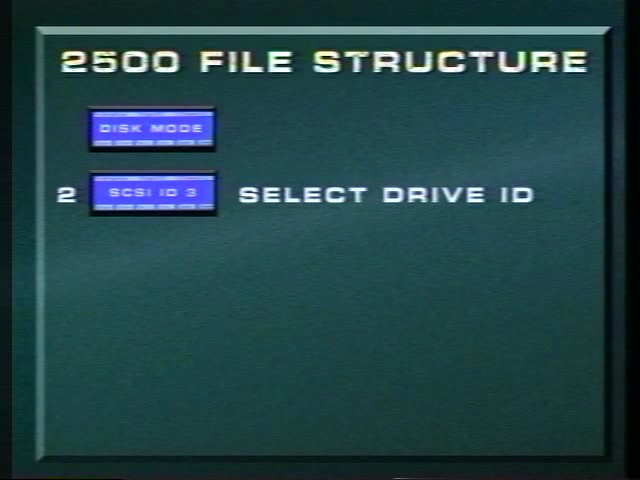 2500 FILE STRUCTURE
DISK MODE
2 SCSI ID 3 SELECT DRIVE ID